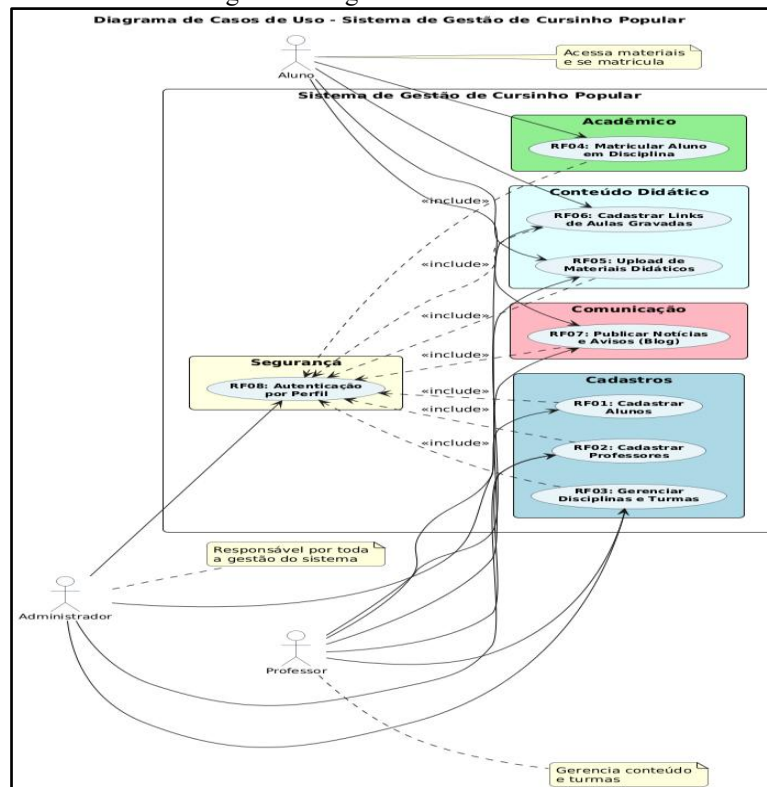 Diagrama de Casos de Uso - Sistema de Gestão de Cursinho Popular
Acessa materiais
e se matricula
Aluno
Sistema de Gestão de Cursinho Popular
Acadêmico
RF04: Matricular Aluno
em Disciplina
Conteúdo Didático
«include»
RF06: Cadastrar Links
de Aulas Gravadas
«include»
RF05: Upload de
Materiais Didáticos
Comunicação
«include»
RF07: Publicar Notícias
e Avisos (Blog)
«include»
Segurança
RF08: Autenticação
por Perfil
Cadastros
«include»
RF01: Cadastrar
Alunos
«include»
«include»
RF02: Cadastrar
Professores
RF03: Gerenciar
Disciplinas e Turmas
Responsável por toda
a gestão do sistema
Administrador
Professor
Gerencia conteúdo
e turmas